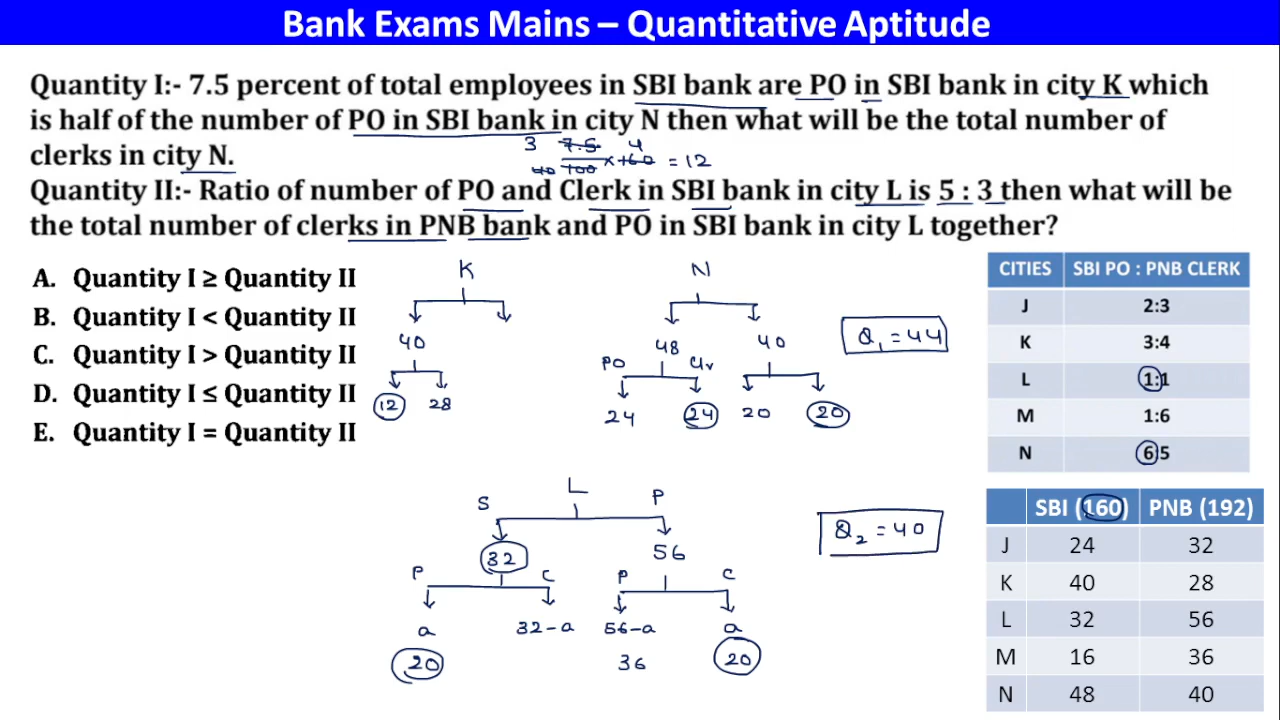 Bank Exams Mains – Quantitative Aptitude
Quantity I:- 7.5 percent of total employees in SBI bank are PO in SBI bank in city K which
is half of the number of PO in SBI bank in city N then what will be the total number of
clerks in city N.
3 7.5 4
40 100 × 160 = 12
Quantity II:- Ratio of number of PO and Clerk in SBI bank in city L is 5 : 3 then what will be
the total number of clerks in PNB bank and PO in SBI bank in city L together?
A. Quantity I ≥ Quantity II
B. Quantity I < Quantity II
C. Quantity I > Quantity II
D. Quantity I ≤ Quantity II
E. Quantity I = Quantity II
K
40
12 28
N
48 40
PO
24 24 20 20
Q1 = 44
L
S P
32 56
P C P C
a 32-a 56-a a
20 36 20
Q2 = 40
CITIES SBI PO : PNB CLERK
J 2:3
K 3:4
L 1:1
M 1:6
N 6:5
SBI (160) PNB (192)
J 24 32
K 40 28
L 32 56
M 16 36
N 48 40